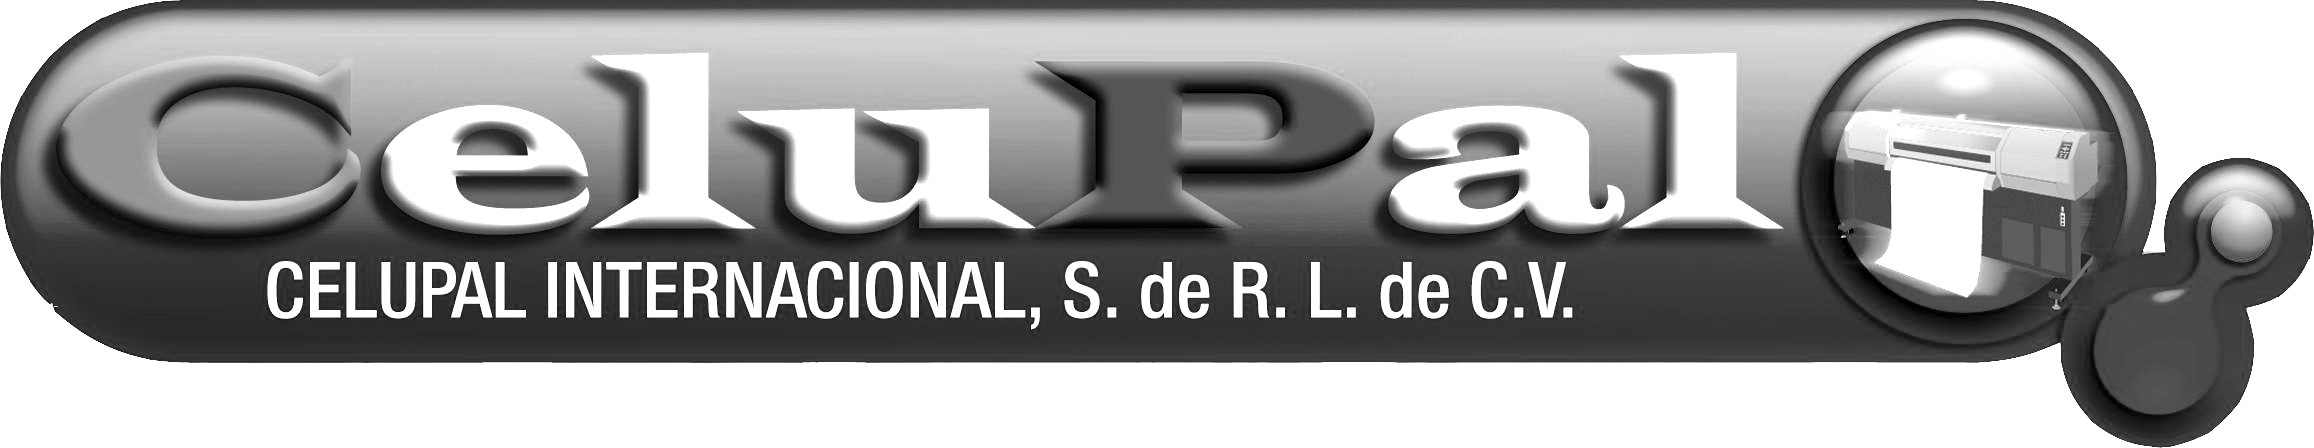 CeluPal
CELUPAL INTERNACIONAL, S. de R. L. de C.V.